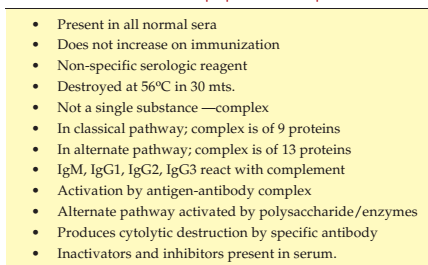 • Present in all normal sera
• Does not increase on immunization
• Non-specific serologic reagent
• Destroyed at 56ºC in 30 mts.
• Not a single substance —complex
• In classical pathway; complex is of 9 proteins
• In alternate pathway; complex is of 13 proteins
• IgM, IgG1, IgG2, IgG3 react with complement
• Activation by antigen-antibody complex
• Alternate pathway activated by polysaccharide/enzymes
• Produces cytolytic destruction by specific antibody
• Inactivators and inhibitors present in serum.